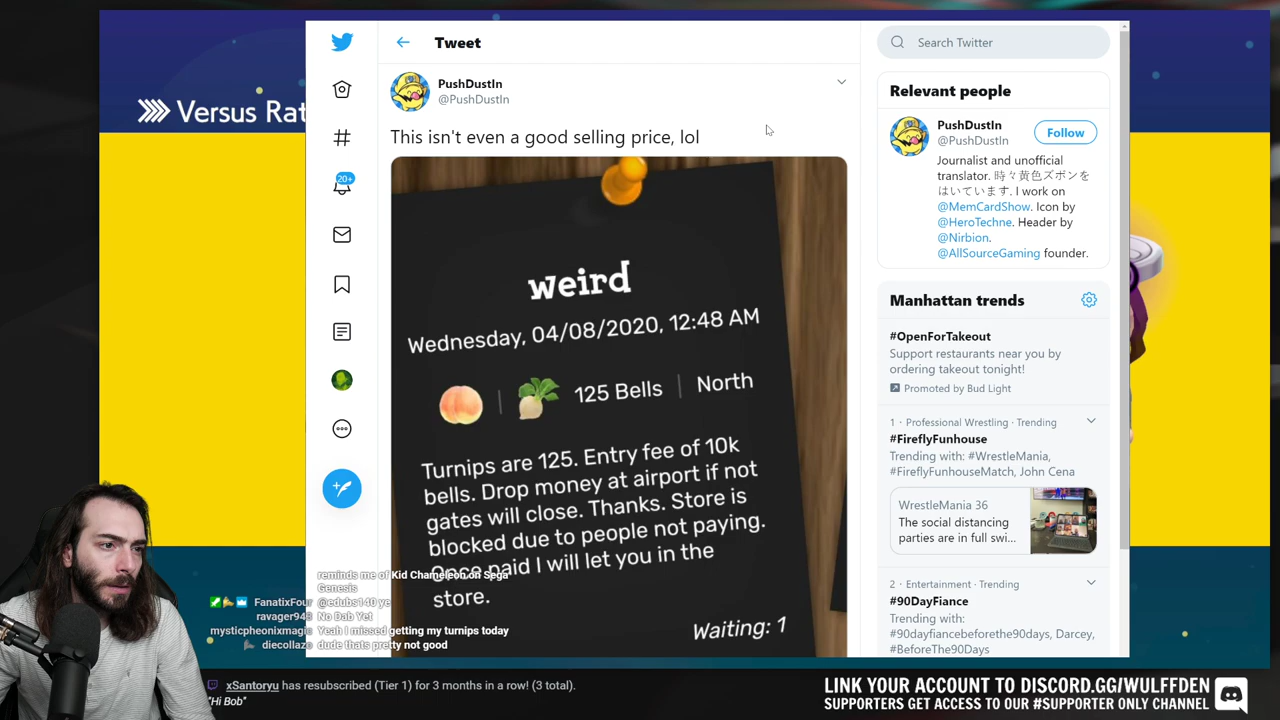 Versus Rat
Tweet
PushDustIn
@PushDustIn
This isn't even a good selling price, lol
20+
weird
Wednesday, 04/08/2020, 12:48 AM
125 Bells | North
Turnips are 125. Entry fee of 10k
bells. Drop money at airport if not
gates will close. Thanks. Store is
blocked due to people not paying.
Once paid I will let you in the
store.
Waiting: 1
Search Twitter
Relevant people
PushDustIn
@PushDustIn
Follow
Journalist and unofficial
translator. 時々黄色ズボンを
はいています. I work on
@MemCardShow. Icon by
@HeroTechne. Header by
@Nirbion.
@AllSourceGaming founder.
Manhattan trends
#OpenForTakeout
Support restaurants near you by
ordering takeout tonight!
Promoted by Bud Light
1 · Professional Wrestling · Trending
#FireflyFunhouse
Trending with: #WrestleMania,
#FireflyFunhouseMatch, John Cena
WrestleMania 36
The social distancing
parties are in full swi...
2 · Entertainment · Trending
#90DayFiance
Trending with:
#90dayfiancebeforethe90days, Darcey,
#BeforeThe90Days
reminds me of Kid Chameleon on Sega
Genesis
FanatixFour @edubs140 ye
ravager943 No Dab Yet
mysticpheonixmagic Yeah I missed getting my turnips today
diecollazo dude thats pretty not good
xSantoryu has resubscribed (Tier 1) for 3 months in a row! (3 total).
"Hi Bob"
LINK YOUR ACCOUNT TO DISCORD.GG/WULFFDEN
SUPPORTERS GET ACCESS TO OUR #SUPPORTER ONLY CHANNEL